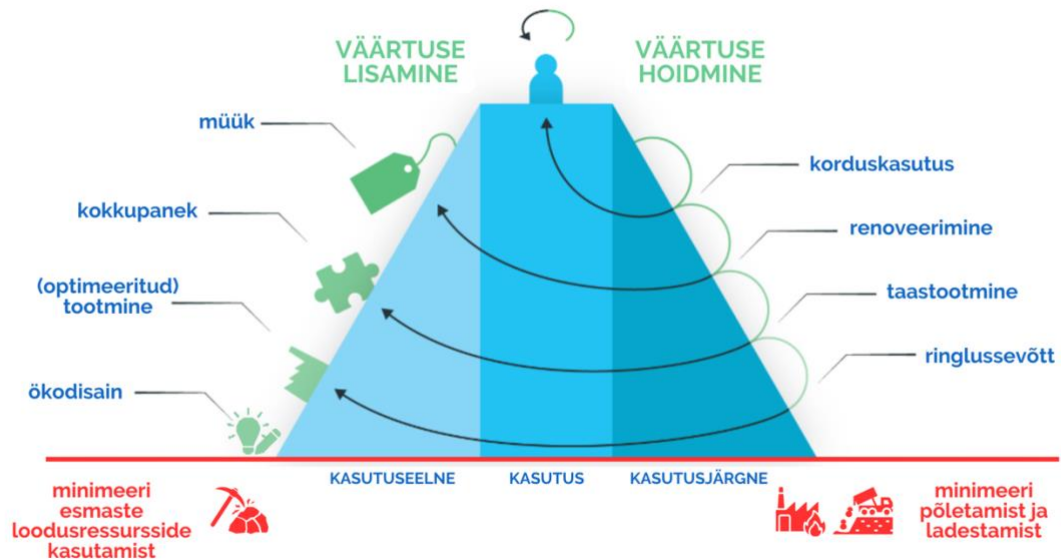 VÄÄRTUSE
LISAMINE
VÄÄRTUSE
HOIDMINE
müük
kokkupanek
(optimeeritud)
tootmine
ökodisain
korduskasutus
renoveerimine
taastootmine
ringlussevõtt
KASUTUSEELNE
KASUTUS
KASUTUSJÄRGNE
minimeeri
esmaste
loodusressursside
kasutamist
minimeeri
põletamist ja
ladestamist